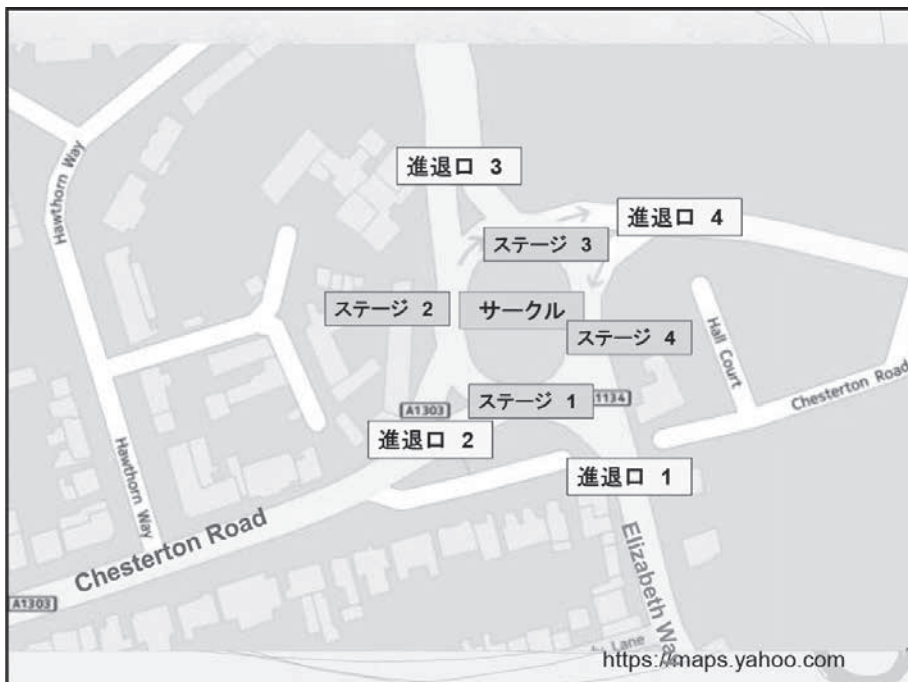 Hawthorn Way
進退口 3
進退口 4
ステージ 3
ステージ 2
サークル
ステージ 4
Hall Court
Chesterton Road
ステージ 1
A1303
1134
進退口 2
進退口 1
Hawthorn Way
Chesterton Road
Elizabeth Way
A1303
Lane
https://maps.yahoo.com